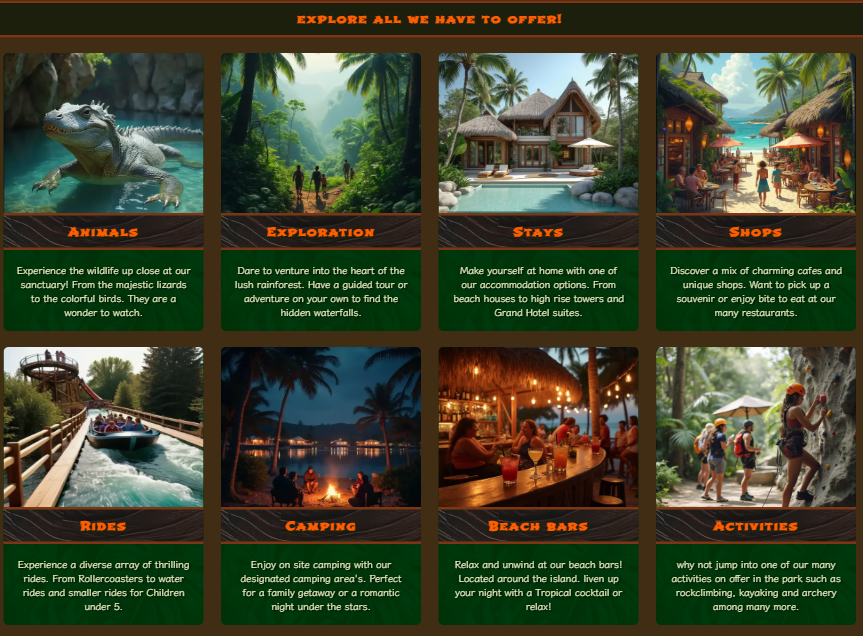 EXPLORE ALL WE HAVE TO OFFER!
ANIMALS
Experience the wildlife up close at our
sanctuary! From the majestic lizards
to the colorful birds. They are a
wonder to watch.
EXPLORATION
Dare to venture into the heart of the
lush rainforest. Have a guided tour or
adventure on your own to find the
hidden waterfalls.
STAYS
Make yourself at home with one of
our accommodation options. From
beach houses to high rise towers and
Grand Hotel suites.
SHOPS
Discover a mix of charming cafes and
unique shops. Want to pick up a
souvenir or enjoy bite to eat at our
many restaurants.
RIDES
Experience a diverse array of thrilling
rides. From Rollercoasters to water
rides and smaller rides for Children
under 5.
CAMPING
Enjoy on site camping with our
designated camping area's. Perfect
for a family getaway or a romantic
night under the stars.
BEACH BARS
Relax and unwind at our beach bars!
Located around the island. liven up
your night with a Tropical cocktail or
relax!
ACTIVITIES
why not jump into one of our many
activities on offer in the park such as
rockclimbing, kayaking and archery
among many more.